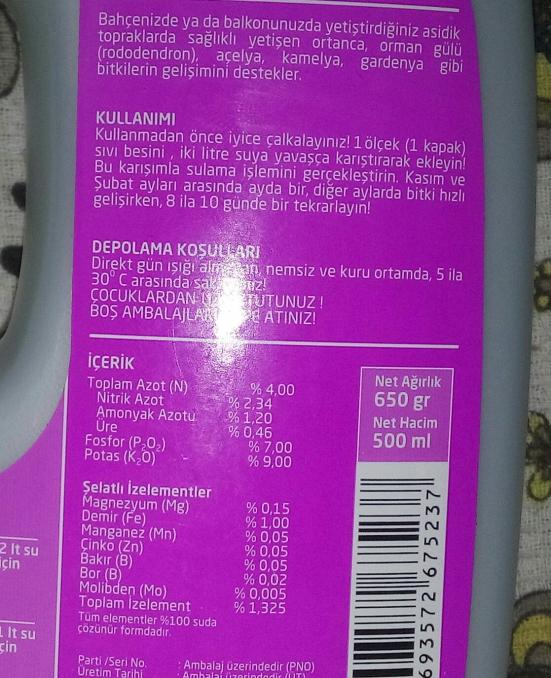 Bahçenizde ya da balkonunuzda yetiştirdiğiniz asidik
topraklarda sağlıklı yetişen ortanca, orman gülü
(rododendron), açelya, kamelya, gardenya gibi
bitkilerin gelişimini destekler.
KULLANIMI
Kullanmadan önce iyice çalkalayınız! 1 ölçek (1 kapak)
sıvı besini , iki litre suya yavaşça karıştırarak ekleyin!
Bu karışımla sulama işlemini gerçekleştirin. Kasım ve
Şubat ayları arasında ayda bir, diğer aylarda bitki hızlı
gelişirken, 8 ila 10 günde bir tekrarlayın!
DEPOLAMA KOŞULLARI
Direkt gün ışığı nemsiz ve kuru ortamda, 5 ila
30° C arasında
ÇOCUKLARDAN TUTUNUZ !
BOŞ ATINIZ!
İÇERİK
Toplam Azot (N) % 4,00
Nitrik Azot % 2,34
Amonyak Azotu % 1,20
Üre % 0,46
Fosfor (P₂O₅) % 7,00
Potas (K₂O) % 9,00
Şelatlı İzelementler
Magnezyum (Mg) % 0,15
Demir (Fe) % 1,00
Manganez (Mn) % 0,05
Çinko (Zn) % 0,05
Bakır (B) % 0,05
Bor (B) % 0,02
Molibden (Mo) % 0,005
Toplam İzelement % 1,325
Tüm elementler %100 suda
çözünür formdadır.
Parti /Seri No. : Ambalaj üzerindedir (PNO)
Üretim Tarihi : Ambalaj üzerindedir (ÜT)
Net Ağırlık
650 gr
Net Hacim
500 ml
693572 675237
2 lt su
için
1 lt su
için